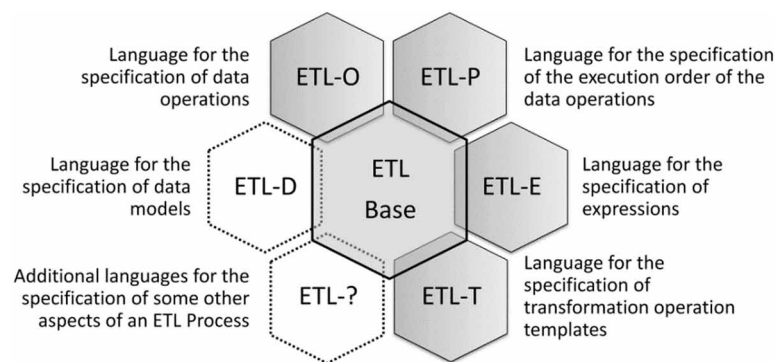 Language for the
specification of data
operations
ETL-O
ETL-P
Language for the specification
of the execution order of the
data operations
Language for the
specification of data
models
ETL-D
ETL
Base
ETL-E
Language for the
specification of
expressions
Additional languages for the
specification of some other
aspects of an ETL Process
ETL-?
ETL-T
Language for the
specification of
transformation operation
templates